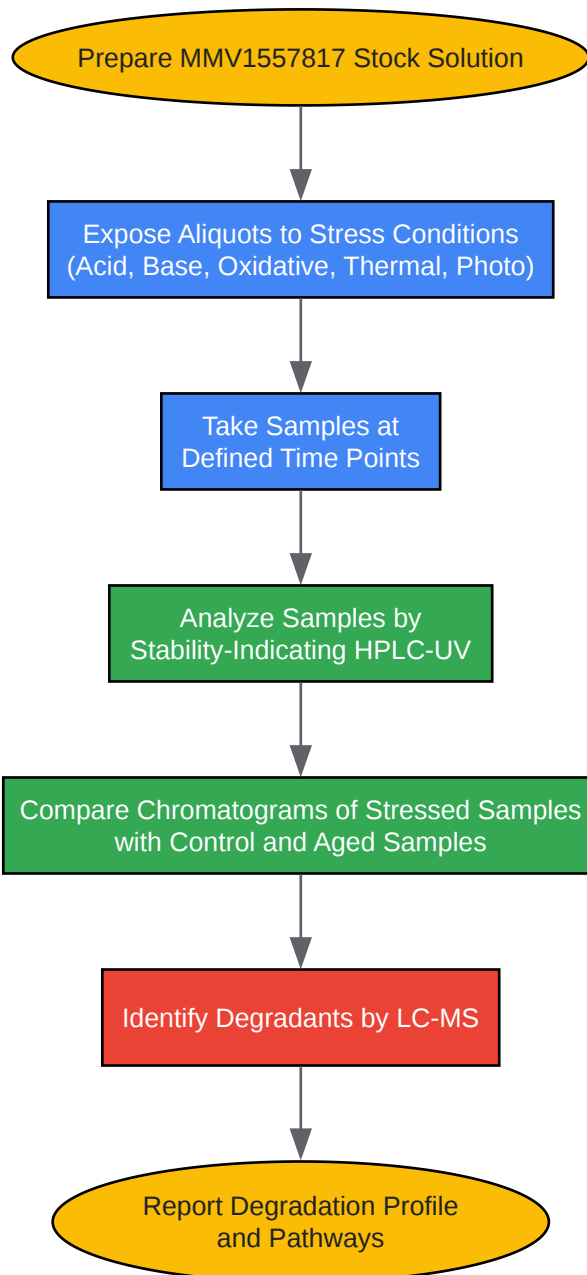 Prepare MMV1557817 Stock Solution
Expose Aliquots to Stress Conditions
(Acid, Base, Oxidative, Thermal, Photo)
Take Samples at
Defined Time Points
Analyze Samples by
Stability-Indicating HPLC-UV
Compare Chromatograms of Stressed Samples
with Control and Aged Samples
Identify Degradants by LC-MS
Report Degradation Profile
and Pathways